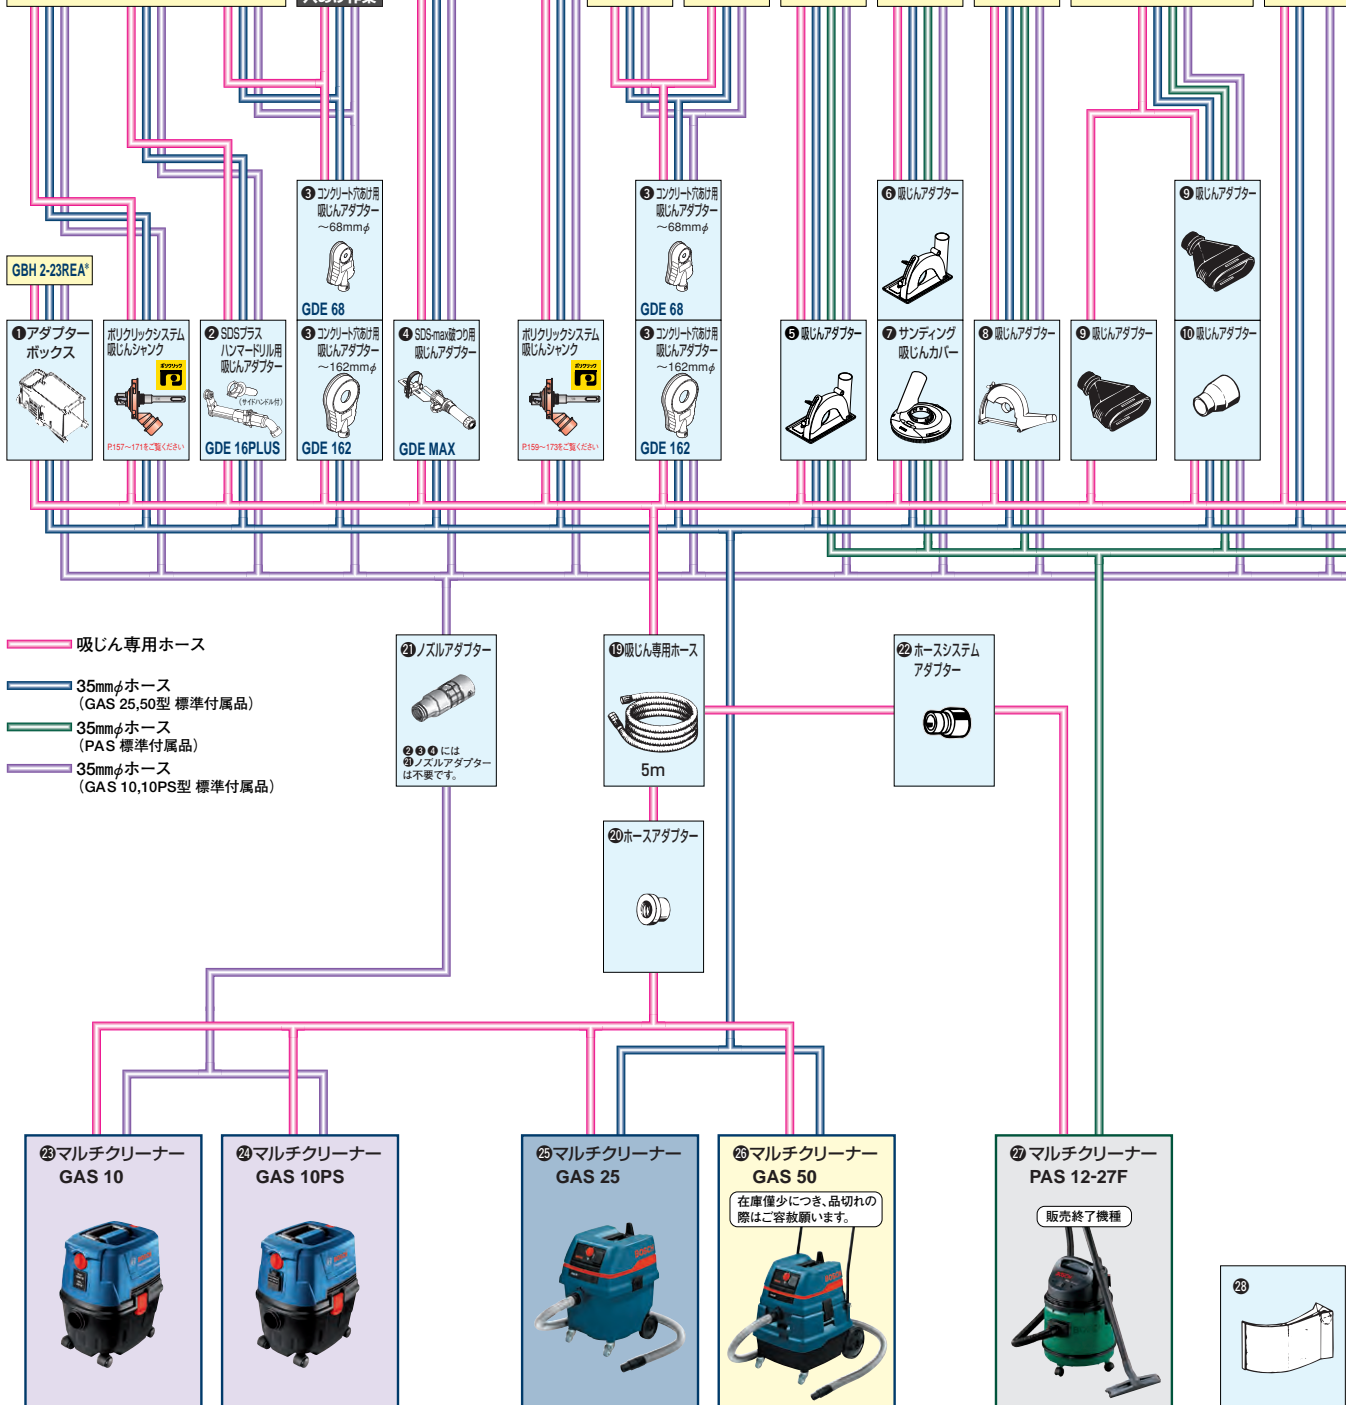 GBH 2-23REA*
❸コンクリート穴あけ用
吸じんアダプター
～68mmφ
GDE 68
❸コンクリート穴あけ用
吸じんアダプター
～68mmφ
GDE 68
❻吸じんアダプター
❾吸じんアダプター
❶アダプター
ボックス
ポリクリックシステム
吸じんシャンク
ポリクリック
P.157～171をご覧ください
❷SDSプラス
ハンマードリル用
吸じんアダプター
(サイドハンドル付)
GDE 16PLUS
❸コンクリート穴あけ用
吸じんアダプター
～162mmφ
GDE 162
❹SDS-max破つり用
吸じんアダプター
GDE MAX
ポリクリックシステム
吸じんシャンク
ポリクリック
P.159～173をご覧ください
❸コンクリート穴あけ用
吸じんアダプター
～162mmφ
GDE 162
❺吸じんアダプター
❼サンディング
吸じんカバー
❽吸じんアダプター
❾吸じんアダプター
❿吸じんアダプター
吸じん専用ホース
35mmφホース
(GAS 25,50型 標準付属品)
35mmφホース
(PAS 標準付属品)
35mmφホース
(GAS 10,10PS型 標準付属品)
㉑ノズルアダプター
❷❸❹には
㉑ノズルアダプター
は不要です。
⓳吸じん専用ホース
5m
㉒ホースシステム
アダプター
⓴ホースアダプター
㉓マルチクリーナー
GAS 10
㉔マルチクリーナー
GAS 10PS
㉕マルチクリーナー
GAS 25
㉖マルチクリーナー
GAS 50
在庫僅少につき、品切れの
際はご容赦願います。
㉗マルチクリーナー
PAS 12-27F
販売終了機種
㉘